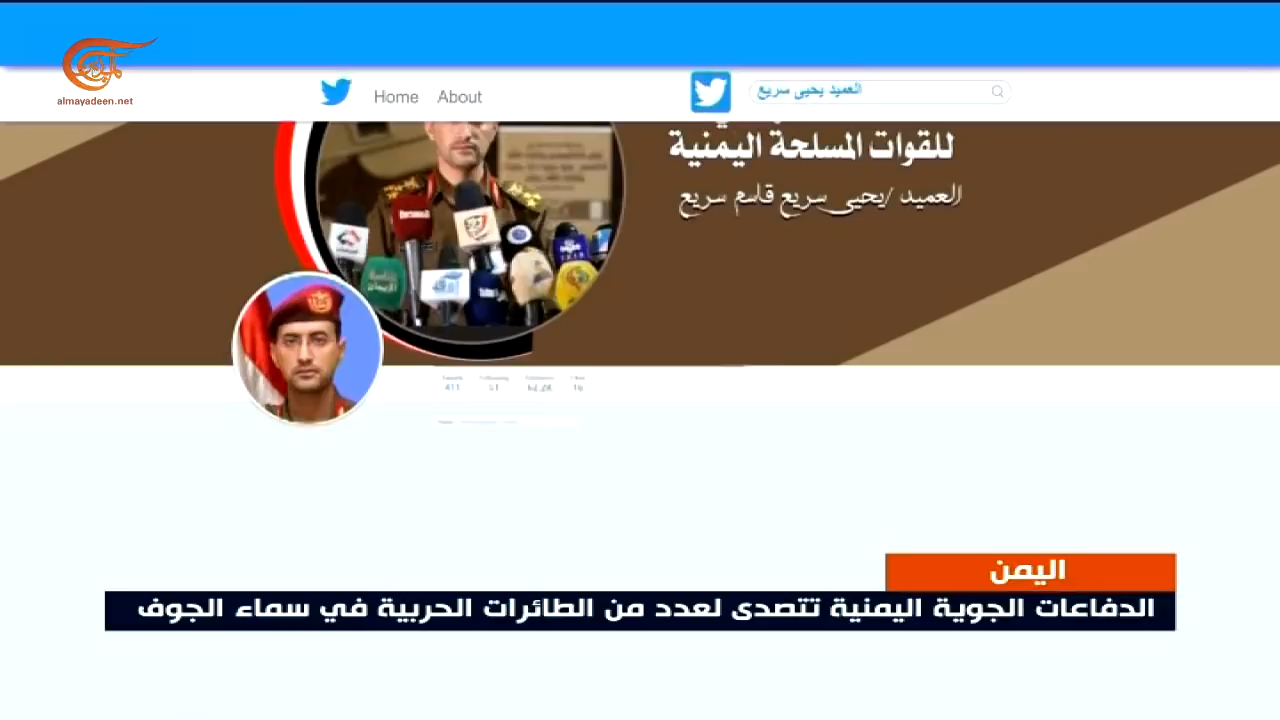 almayadeen.net
Home About
العميد يحيى سريع
للقوات المسلحة اليمنية
العميد /يحيى سريع قاسم سريع
اليمن
الدفاعات الجوية اليمنية تتصدى لعدد من الطائرات الحربية في سماء الجوف